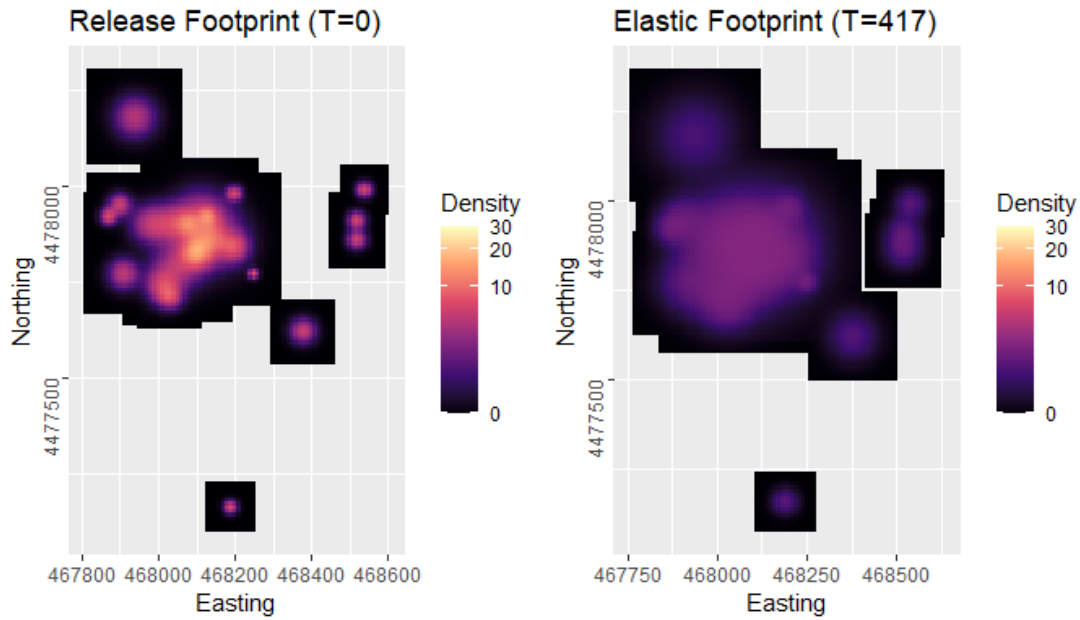 Release Footprint (T=0)
Northing
4478000
4477500
467800
468000
468200
468400
468600
Easting
Density
30
20
10
0
Elastic Footprint (T=417)
Northing
4478000
4477500
467750
468000
468250
468500
Easting
Density
30
20
10
0